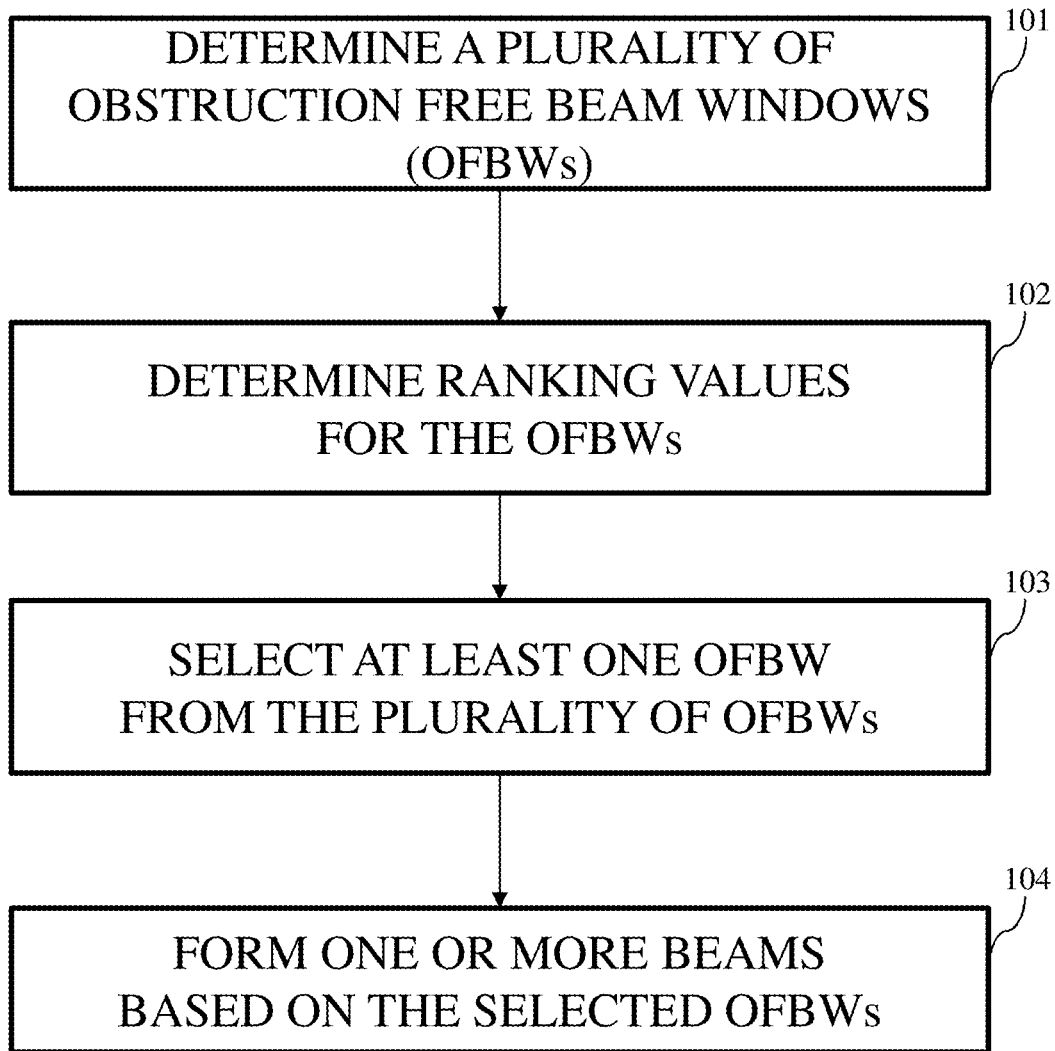 101
DETERMINE A PLURALITY OF
OBSTRUCTION FREE BEAM WINDOWS
(OFBWs)
102
DETERMINE RANKING VALUES
FOR THE OFBWs
103
SELECT AT LEAST ONE OFBW
FROM THE PLURALITY OF OFBWs
104
FORM ONE OR MORE BEAMS
BASED ON THE SELECTED OFBWs